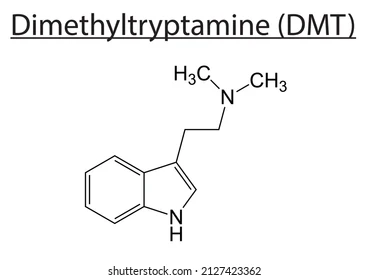 Dimethyltryptamine (DMT)
H₃C
CH₃
N
N
H
shutterstock.com · 2127423362